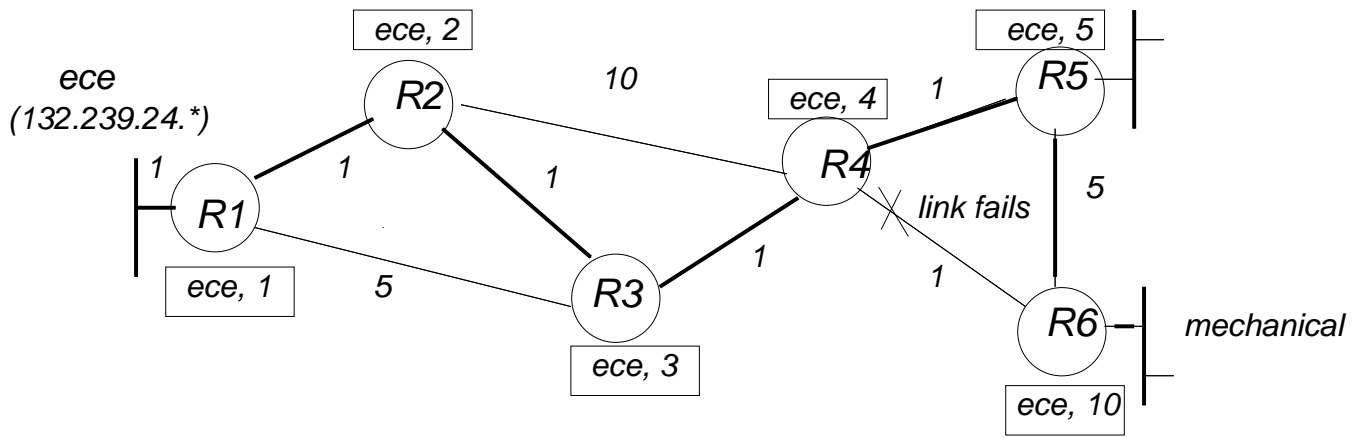 ece, 2
ece, 5
ece
(132.239.24.*)
R2
10
ece, 4
1
R5
1
R1
1
1
R4
link fails
5
ece, 1
5
R3
1
1
R6
mechanical
ece, 3
ece, 10